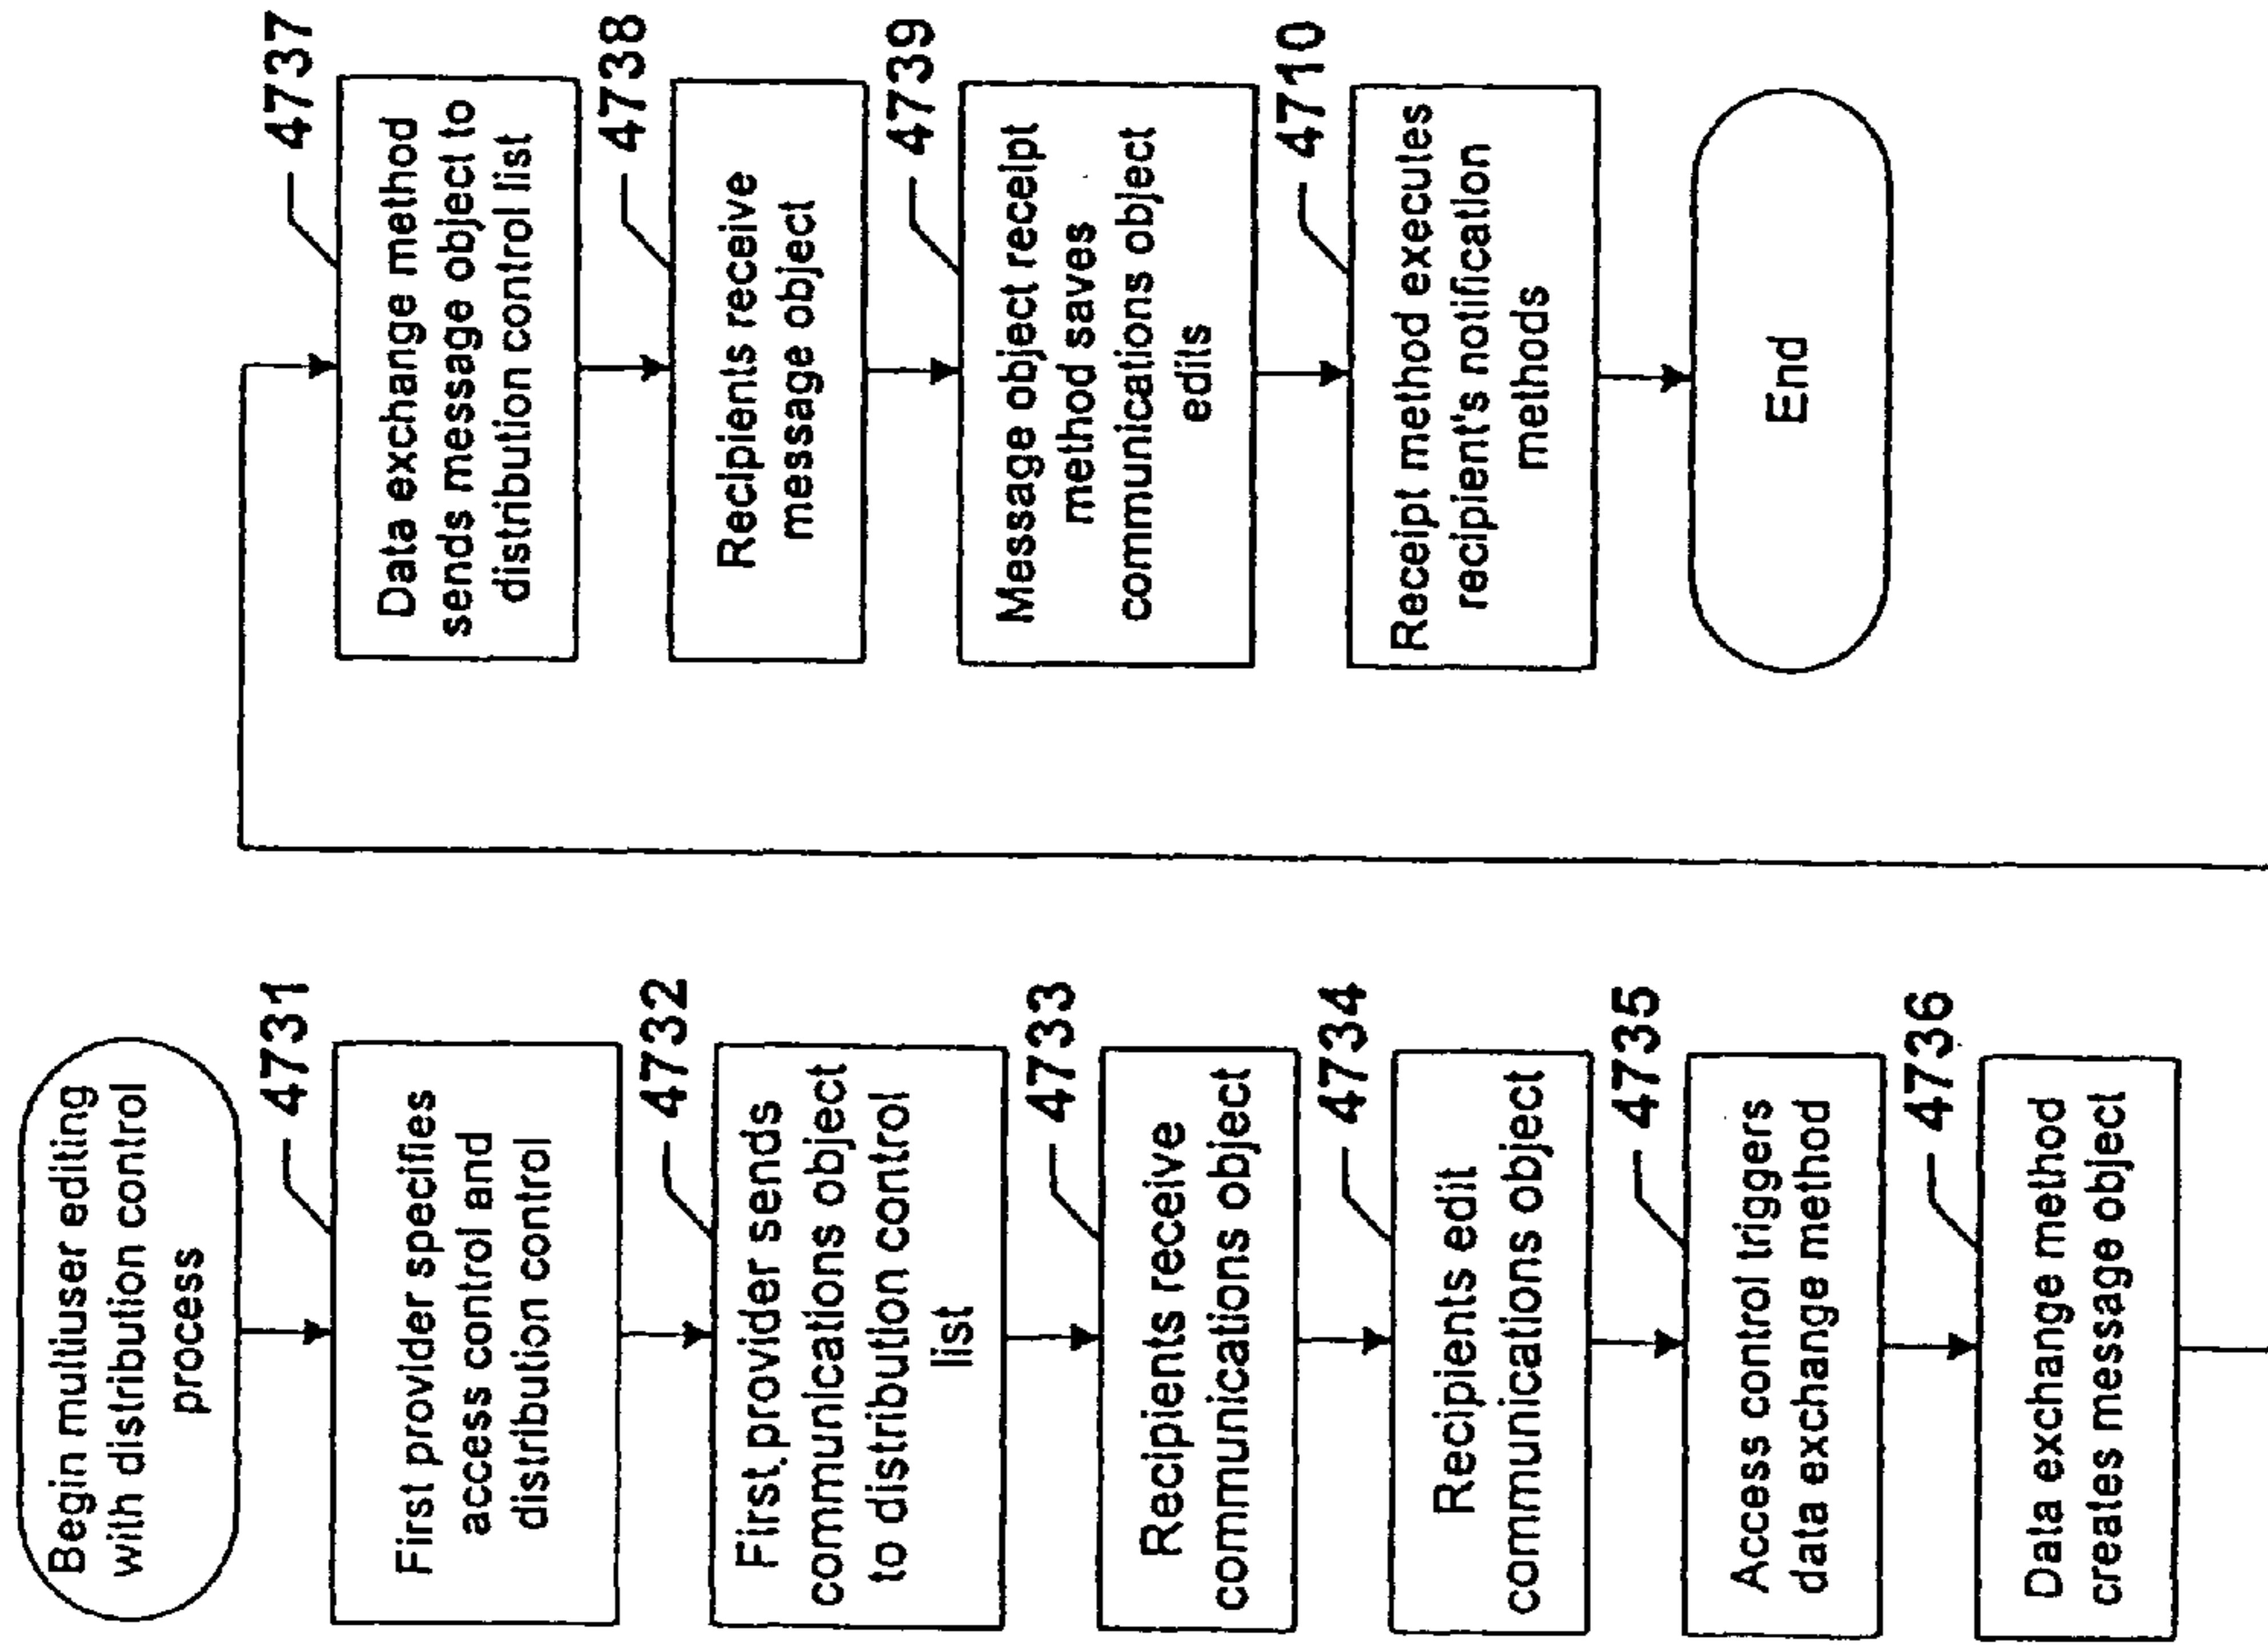 Begin multiuser editing
with distribution control
process
4731
First provider specifies
access control and
distribution control
4732
First provider sends
communications object
to distribution control
list
4733
Recipients receive
communications object
4734
Recipients edit
communications object
4735
Access control triggers
data exchange method
4736
Data exchange method
creates message object
4737
Data exchange method
sends message object to
distribution control list
4738
Recipients receive
message object
4739
Message object receipt
method saves
communications object
edits
4710
Receipt method executes
recipient's notification
methods
End